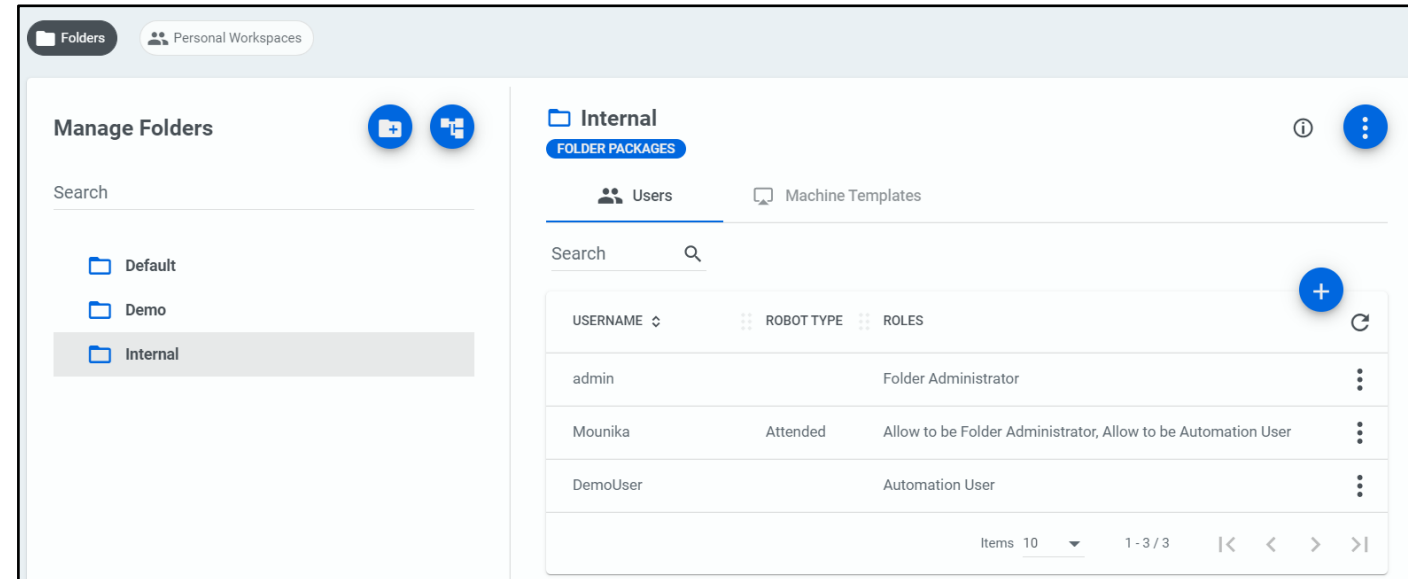 Folders
Personal Workspaces
Manage Folders
Search
Default
Demo
Internal
Internal
FOLDER PACKAGES
Users
Machine Templates
Search
USERNAME ROBOT TYPE ROLES
admin Folder Administrator
Mounika Attended Allow to be Folder Administrator, Allow to be Automation User
DemoUser Automation User
Items 10 1 - 3 / 3